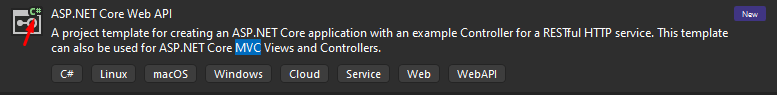 C#
ASP.NET Core Web API
New
A project template for creating an ASP.NET Core application with an example Controller for a RESTful HTTP service. This template
can also be used for ASP.NET Core MVC Views and Controllers.
C# Linux macOS Windows Cloud Service Web WebAPI